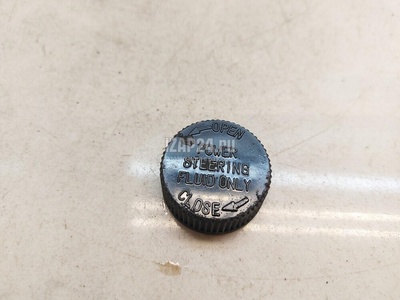 OPEN
ZAP24.ru
POWER
STEERING
FLUID ONLY
CLOSE